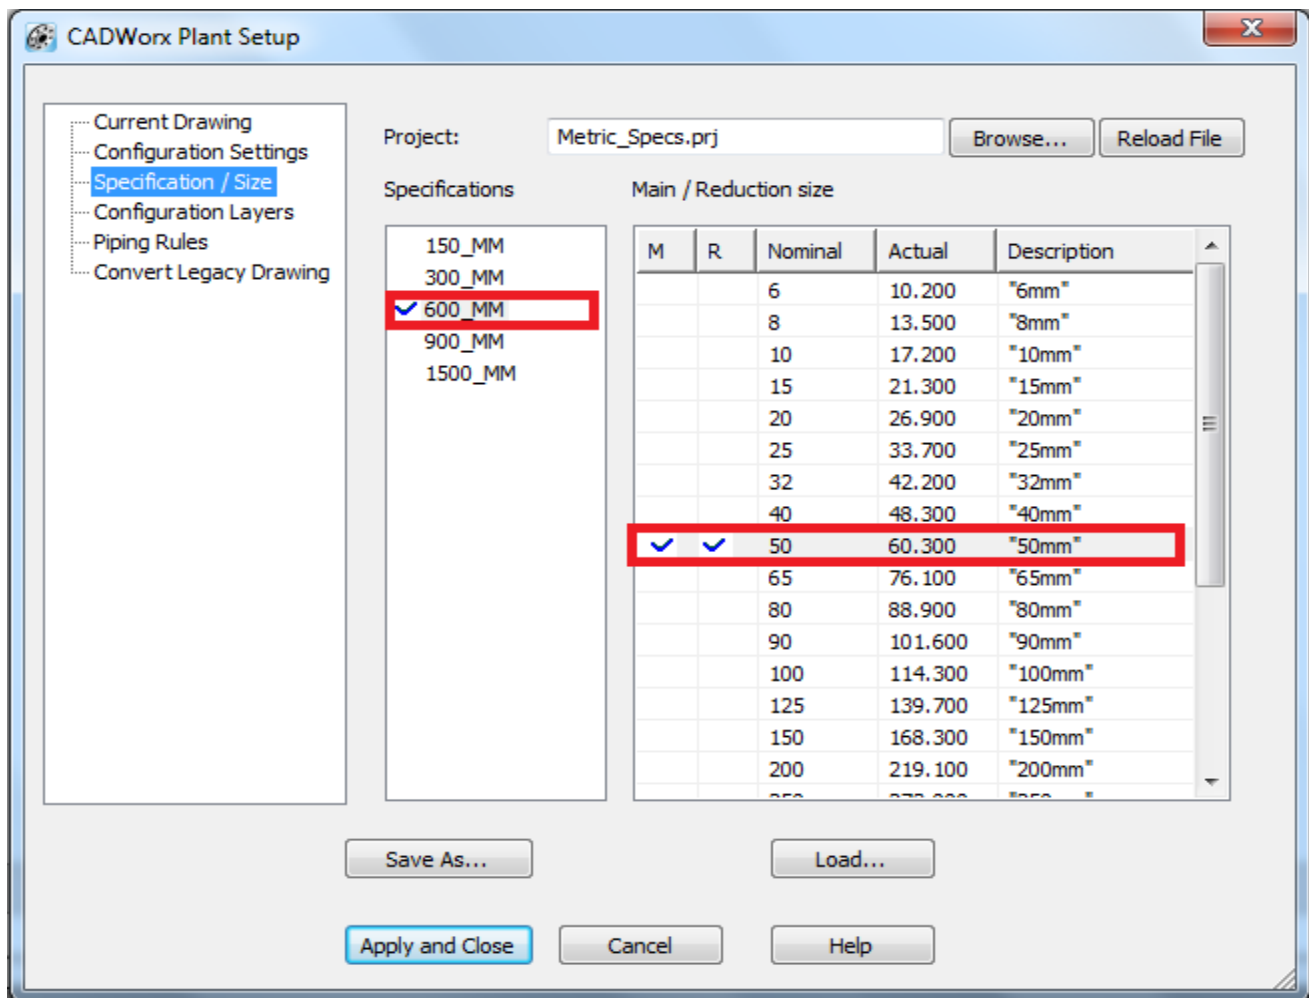 CADWorx Plant Setup
Current Drawing
Configuration Settings
Specification / Size
Configuration Layers
Piping Rules
Convert Legacy Drawing
Project: Metric_Specs.prj Browse... Reload File
Specifications
150_MM
300_MM
600_MM
900_MM
1500_MM
Main / Reduction size
M R Nominal Actual Description
6 10.200 "6mm"
8 13.500 "8mm"
10 17.200 "10mm"
15 21.300 "15mm"
20 26.900 "20mm"
25 33.700 "25mm"
32 42.200 "32mm"
40 48.300 "40mm"
50 60.300 "50mm"
65 76.100 "65mm"
80 88.900 "80mm"
90 101.600 "90mm"
100 114.300 "100mm"
125 139.700 "125mm"
150 168.300 "150mm"
200 219.100 "200mm"
Save As... Load...
Apply and Close Cancel Help